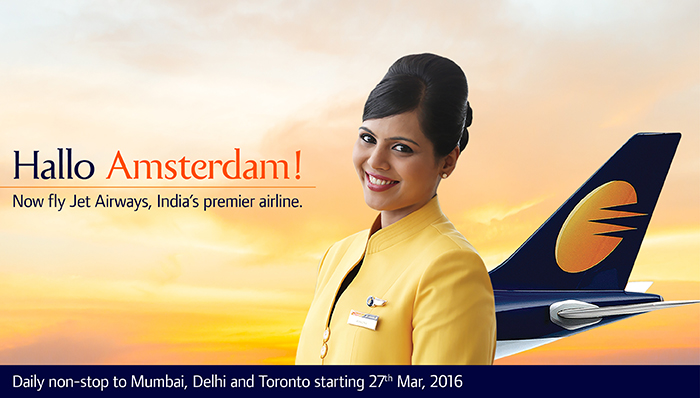 Hallo Amsterdam!
Now fly Jet Airways, India's premier airline.
Daily non-stop to Mumbai, Delhi and Toronto starting 27th Mar, 2016